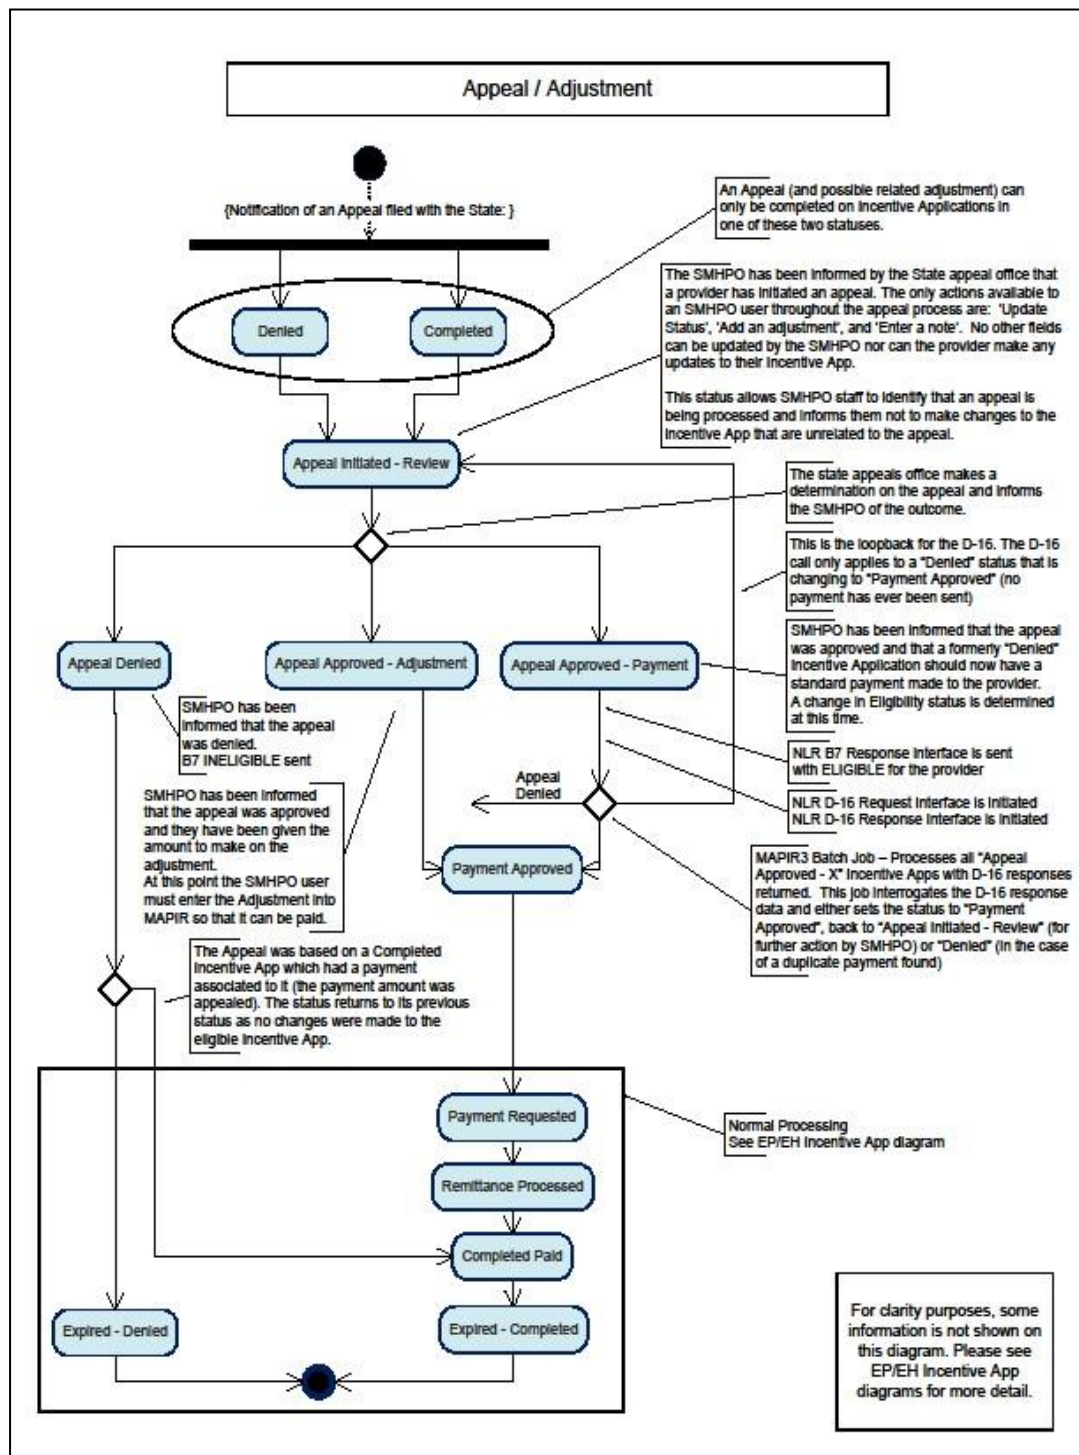 Appeal / Adjustment
{Notification of an Appeal filed with the State: }
An Appeal (and possible related adjustment) can
only be completed on Incentive Applications in
one of these two statuses.
Denied
Completed
The SMHPO has been informed by the State appeal office that
a provider has initiated an appeal. The only actions available to
an SMHPO user throughout the appeal process are: 'Update
Status', 'Add an adjustment', and 'Enter a note'. No other fields
can be updated by the SMHPO nor can the provider make any
updates to their Incentive App.
This status allows SMHPO staff to identify that an appeal is
being processed and informs them not to make changes to the
Incentive App that are unrelated to the appeal.
Appeal Initiated - Review
The state appeals office makes a
determination on the appeal and informs
the SMHPO of the outcome.
This is the loopback for the D-16. The D-16
call only applies to a "Denied" status that is
changing to "Payment Approved" (no
payment has ever been sent)
Appeal Denied
Appeal Approved - Adjustment
Appeal Approved - Payment
SMHPO has been informed that the appeal
was approved and that a formerly "Denied"
Incentive Application should now have a
standard payment made to the provider.
A change in Eligibility status is determined
at this time.
SMHPO has been
informed that the appeal
was denied.
B7 INELIGIBLE sent
NLR B7 Response Interface is sent
with ELIGIBLE for the provider
Appeal
Denied
NLR D-16 Request Interface is Initiated
NLR D-16 Response Interface is Initiated
SMHPO has been informed
that the appeal was approved
and they have been given the
amount to make on the
adjustment.
At this point the SMHPO user
must enter the Adjustment into
MAPIR so that it can be paid.
Payment Approved
MAPIR3 Batch Job – Processes all "Appeal
Approved - X" Incentive Apps with D-16 responses
returned. This job interrogates the D-16 response
data and either sets the status to "Payment
Approved", back to "Appeal Initiated - Review" (for
further action by SMHPO) or "Denied" (in the case
of a duplicate payment found)
The Appeal was based on a Completed
Incentive App which had a payment
associated to it (the payment amount was
appealed). The status returns to its previous
status as no changes were made to the
eligible Incentive App.
Payment Requested
Normal Processing
See EP/EH Incentive App diagram
Remittance Processed
Completed Paid
Expired - Denied
Expired - Completed
For clarity purposes, some
information is not shown on
this diagram. Please see
EP/EH Incentive App
diagrams for more detail.